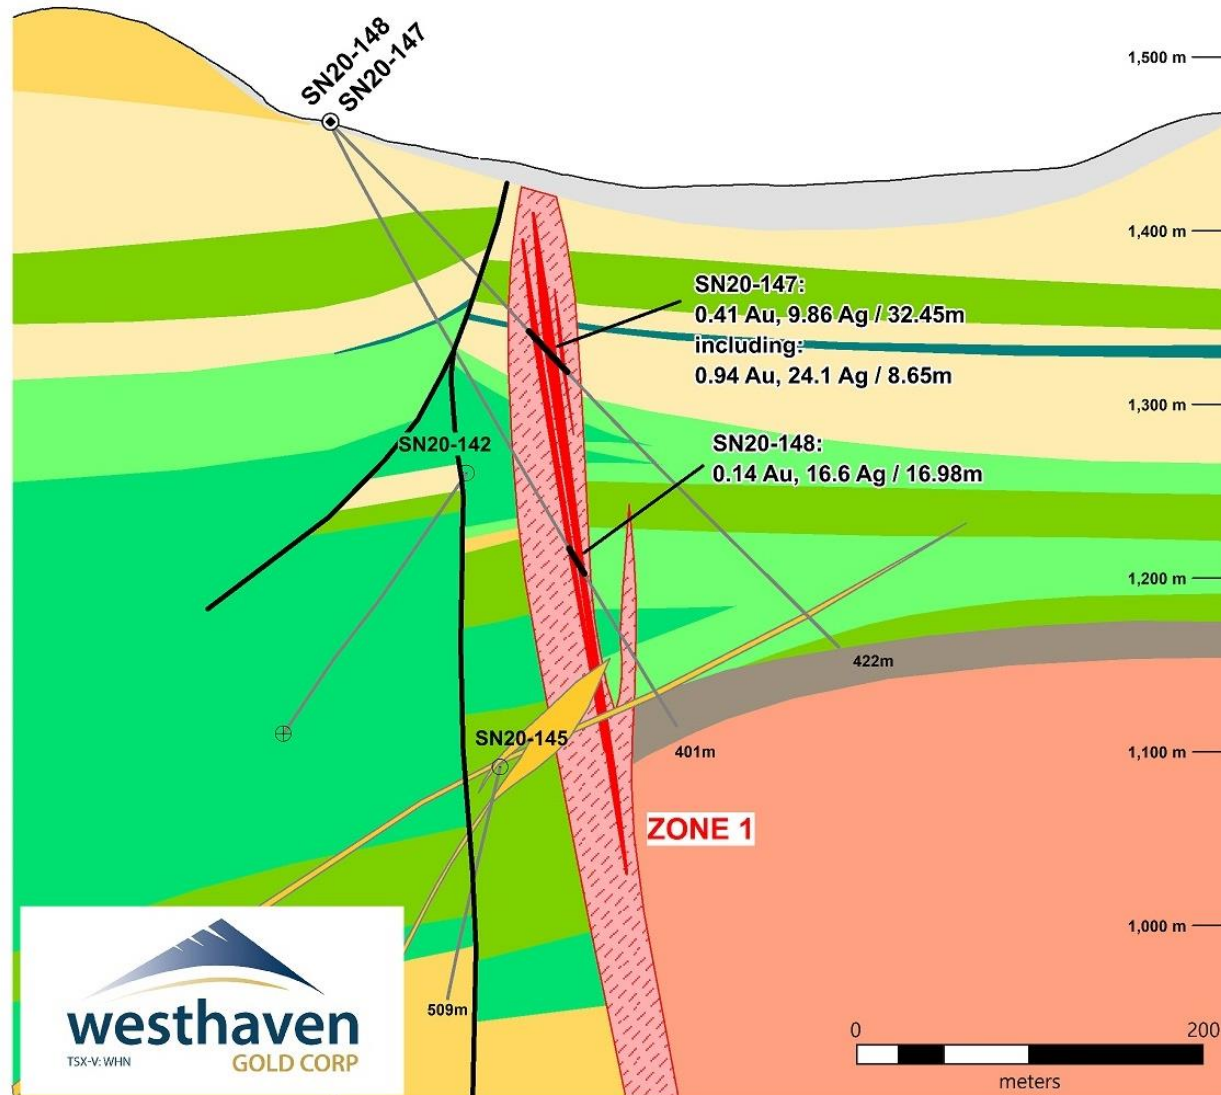 SN20-148
SN20-147
1,500 m
1,400 m
SN20-147:
0.41 Au, 9.86 Ag / 32.45m
including:
0.94 Au, 24.1 Ag / 8.65m
1,300 m
SN20-142
SN20-148:
0.14 Au, 16.6 Ag / 16.98m
1,200 m
422m
SN20-145
401m
1,100 m
ZONE 1
1,000 m
509m
westhaven
TSX-V: WHN
GOLD CORP
0
200
meters